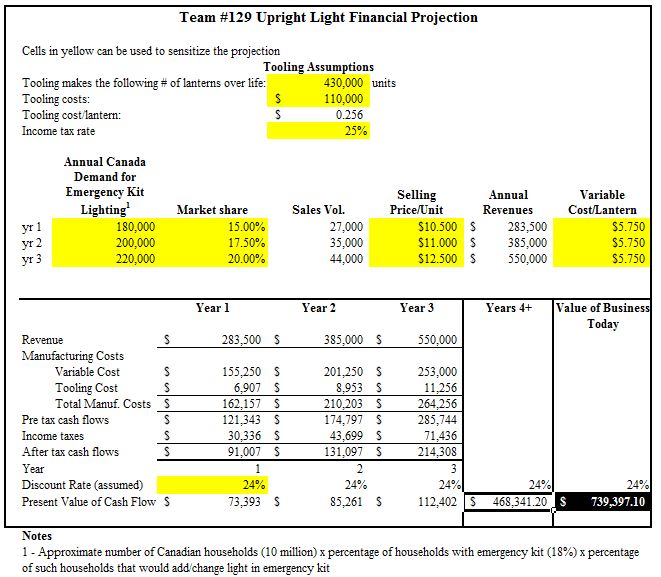 Team #129 Upright Light Financial Projection
Cells in yellow can be used to sensitize the projection
Tooling Assumptions
Tooling makes the following # of lanterns over life: 430,000 units
Tooling costs: $ 110,000
Tooling cost/lantern: $ 0.256
Income tax rate 25%
Annual Canada
Demand for
Emergency Kit Selling Annual Variable
Lighting¹ Market share Sales Vol. Price/Unit Revenues Cost/Lantern
yr 1 180,000 15.00% 27,000 $10.500 $ 283,500 $5.750
yr 2 200,000 17.50% 35,000 $11.000 $ 385,000 $5.750
yr 3 220,000 20.00% 44,000 $12.500 $ 550,000 $5.750
Year 1 Year 2 Year 3 Years 4+ Value of Business
Today
Revenue $ 283,500 $ 385,000 $ 550,000
Manufacturing Costs
Variable Cost $ 155,250 $ 201,250 $ 253,000
Tooling Cost $ 6,907 $ 8,953 $ 11,256
Total Manuf. Costs $ 162,157 $ 210,203 $ 264,256
Pre tax cash flows $ 121,343 $ 174,797 $ 285,744
Income taxes $ 30,336 $ 43,699 $ 71,436
After tax cash flows $ 91,007 $ 131,097 $ 214,308
Year 1 2 3
Discount Rate (assumed) 24% 24% 24% 24% 24%
Present Value of Cash Flow $ 73,393 $ 85,261 $ 112,402 $ 468,341.20 $ 739,397.10
Notes
1 - Approximate number of Canadian households (10 million) x percentage of households with emergency kit (18%) x percentage
of such households that would add/change light in emergency kit